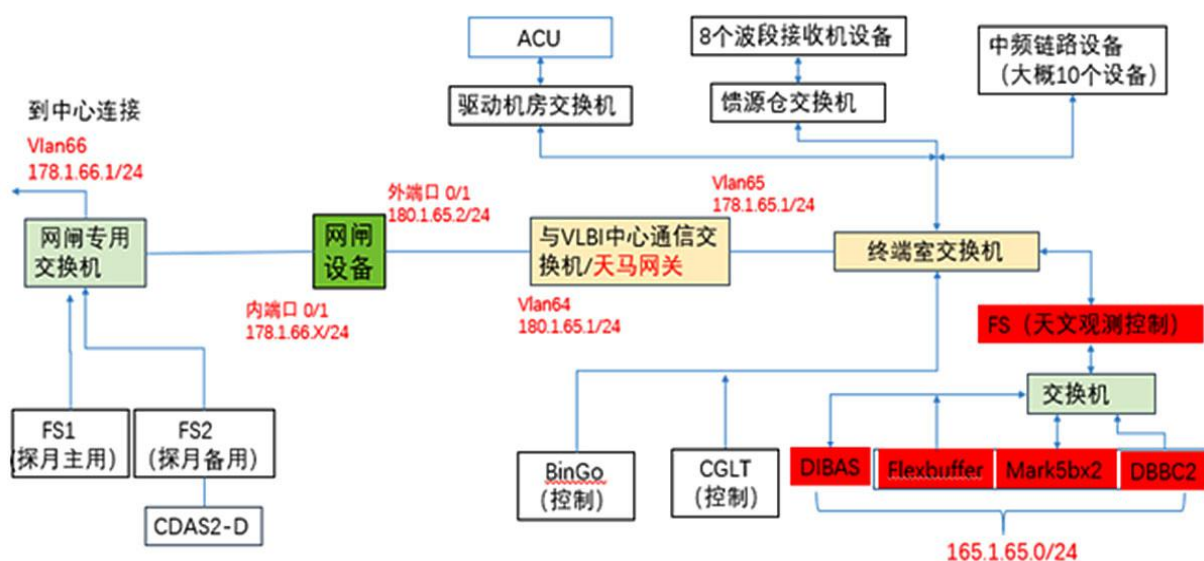 ACU
8个波段接收机设备
中频链路设备
（大概10个设备）
驱动机房交换机
馈源仓交换机
到中心连接
Vlan66
178.1.66.1/24
外端口 0/1
180.1.65.2/24
Vlan65
178.1.65.1/24
网闸专用
交换机
网闸
设备
与VLBI中心通信交
换机/天马网关
终端室交换机
内端口 0/1
178.1.66.X/24
Vlan64
180.1.65.1/24
FS（天文观测控制）
交换机
FS1
(探月主用)
FS2
(探月备用)
BinGo
(控制)
CGLT
(控制)
DIBAS
Flexbuffer
Mark5bx2
DBBC2
CDAS2-D
165.1.65.0/24